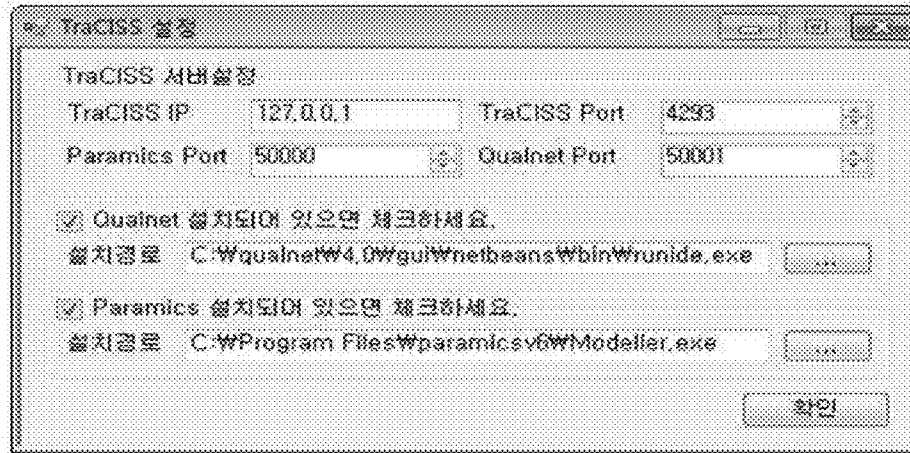 TraCISS 설정
TraCISS 서버설정
TraCISS IP 127.0.0.1 TraCISS Port 4293
Paramics Port 50000 Qualnet Port 50001
Qualnet 설치되어 있으면 체크하세요.
설치경로 C:₩qualnet₩4.0₩gui₩netbeans₩bin₩runide.exe ...
Paramics 설치되어 있으면 체크하세요.
설치경로 C:₩Program Files₩paramicsv6₩Modeller.exe ...
확인